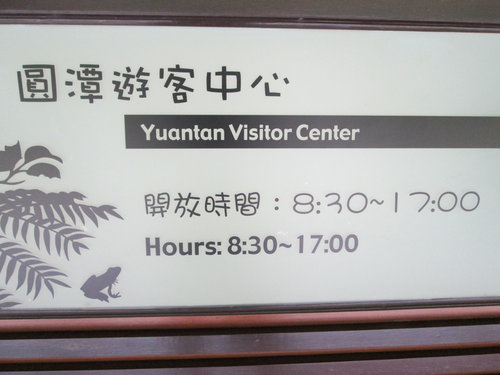 圓潭遊客中心
Yuantan Visitor Center
開放時間：8:30~17:00
Hours: 8:30~17:00